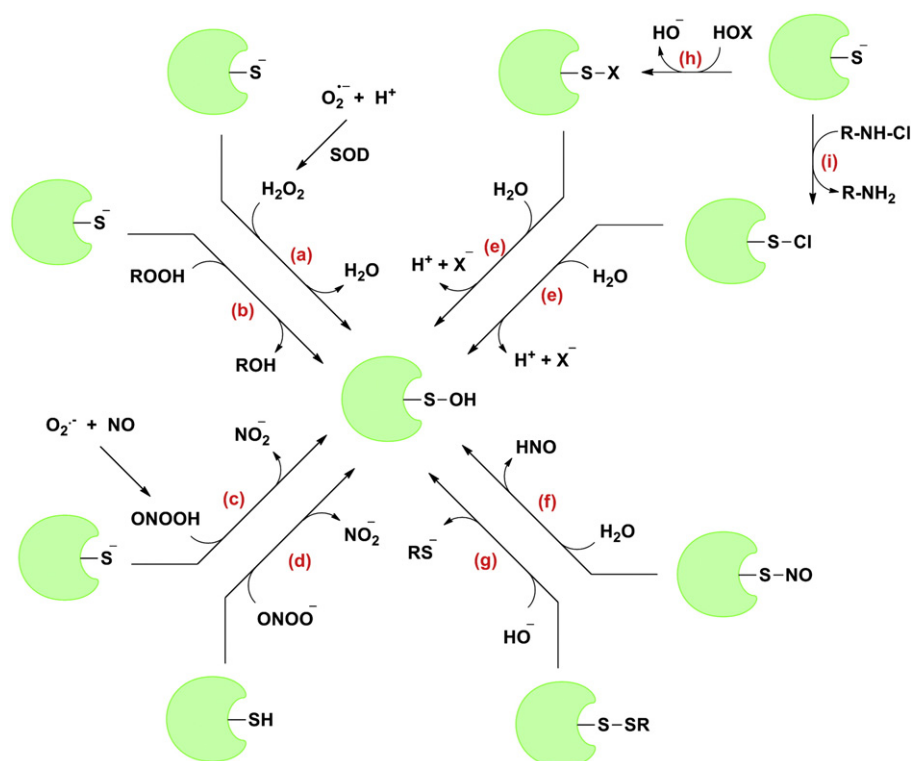 S⁻
O₂·⁻ + H⁺
SOD
H₂O₂
(a)
H₂O
S⁻
ROOH
(b)
ROH
HO⁻ HOX
(h)
S–X
S⁻
R-NH-Cl
(i)
R-NH₂
H₂O
(e)
H⁺ + X⁻
S–Cl
H₂O
(e)
H⁺ + X⁻
S–OH
O₂·⁻ + NO
NO₂⁻
(c)
ONOOH
S⁻
NO₂⁻
(d)
ONOO⁻
SH
HNO
(f)
H₂O
S–NO
RS⁻
(g)
HO⁻
S–SR